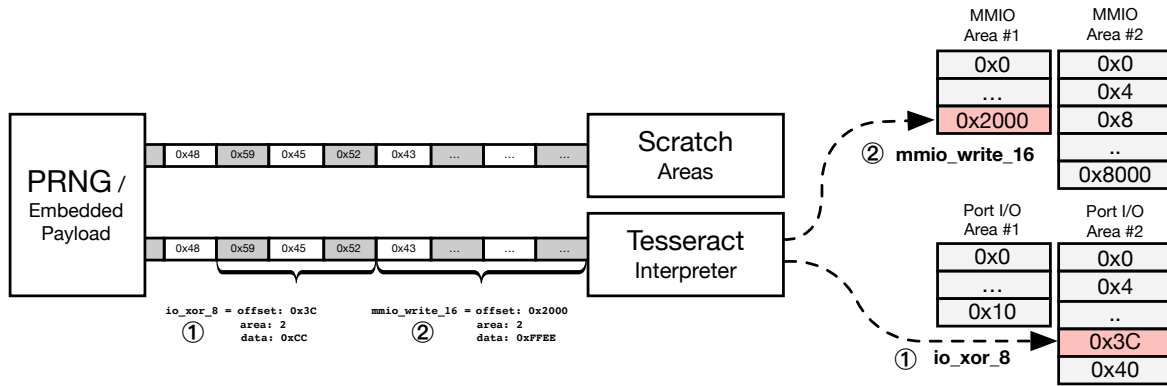 PRNG /
Embedded
Payload
0x48 0x59 0x45 0x52 0x43 ... ... ...
Scratch
Areas
0x48 0x59 0x45 0x52 0x43 ... ... ...
Tesseract
Interpreter
io_xor_8 = offset: 0x3C
area: 2
data: 0xCC
①
mmio_write_16 = offset: 0x2000
area: 2
data: 0xFFEE
②
② mmio_write_16
① io_xor_8
MMIO
Area #1
0x0
...
0x2000
MMIO
Area #2
0x0
0x4
0x8
..
0x8000
Port I/O
Area #1
0x0
...
0x10
Port I/O
Area #2
0x0
0x4
..
0x3C
0x40